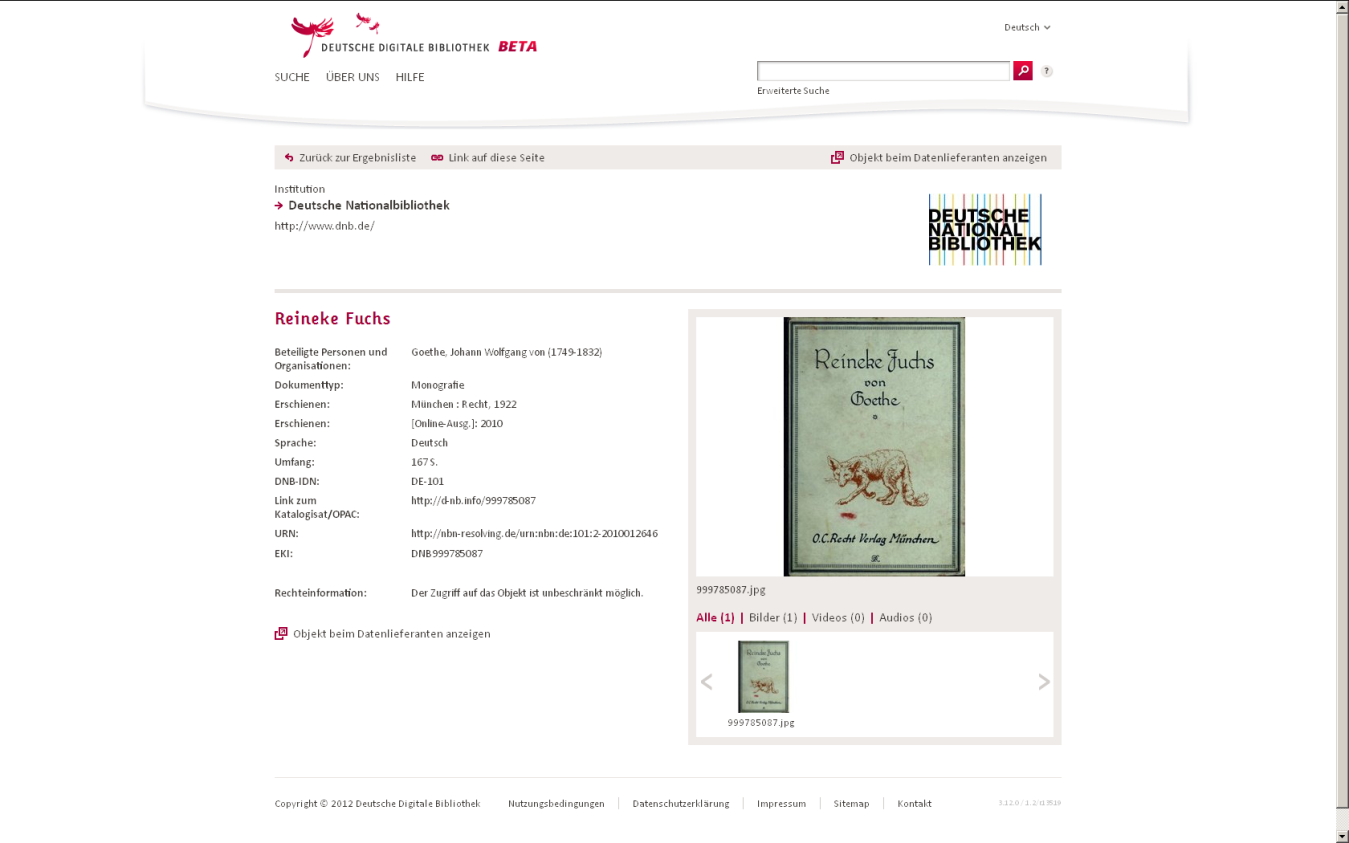 DEUTSCHE DIGITALE BIBLIOTHEK BETA
Deutsch
SUCHE ÜBER UNS HILFE
?
Erweiterte Suche
Zurück zur Ergebnisliste Link auf diese Seite Objekt beim Datenlieferanten anzeigen
Institution
Deutsche Nationalbibliothek
http://www.dnb.de/
DEUTSCHE
NATIONAL
BIBLIOTHEK
Reineke Fuchs
Beteiligte Personen und Organisationen: Goethe, Johann Wolfgang von (1749-1832)
Dokumenttyp: Monografie
Erschienen: München : Recht, 1922
Erschienen: [Online-Ausg.]: 2010
Sprache: Deutsch
Umfang: 167 S.
DNB-IDN: DE-101
Link zum Katalogisat/OPAC: http://d-nb.info/999785087
URN: http://nbn-resolving.de/urn:nbn:de:101:2-2010012646
EKI: DNB999785087
Rechteinformation: Der Zugriff auf das Objekt ist unbeschränkt möglich.
Objekt beim Datenlieferanten anzeigen
Reineke Fuchs
von
Goethe
O.C. Recht Verlag München
999785087.jpg
Alle (1) | Bilder (1) | Videos (0) | Audios (0)
Reineke Fuchs
von
Goethe
999785087.jpg
Copyright © 2012 Deutsche Digitale Bibliothek Nutzungsbedingungen Datenschutzerklärung Impressum Sitemap Kontakt